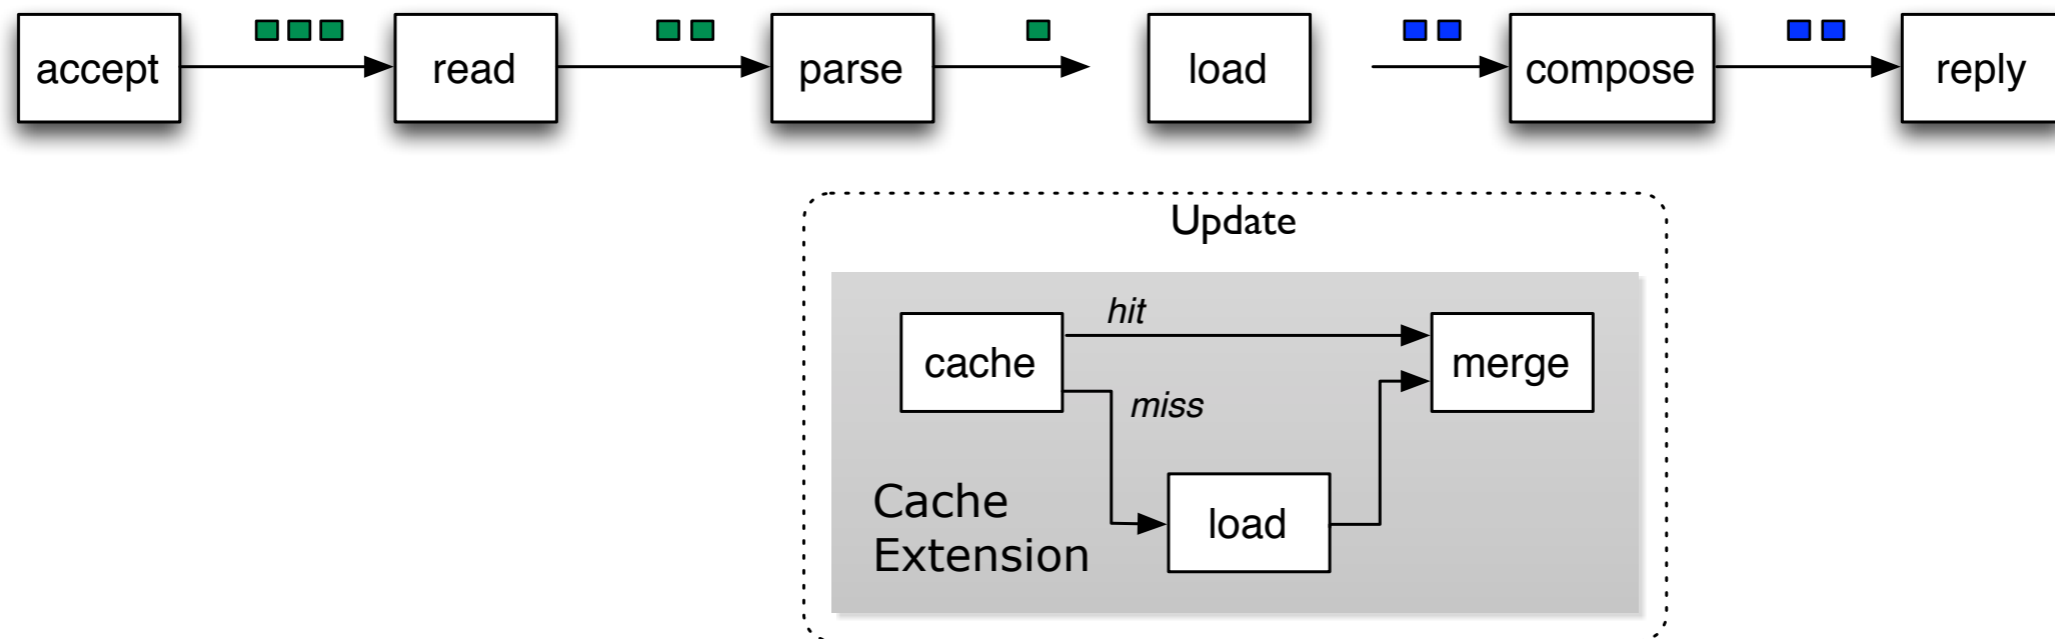 accept
read
parse
load
compose
reply
Update
hit
cache
merge
miss
Cache
Extension
load